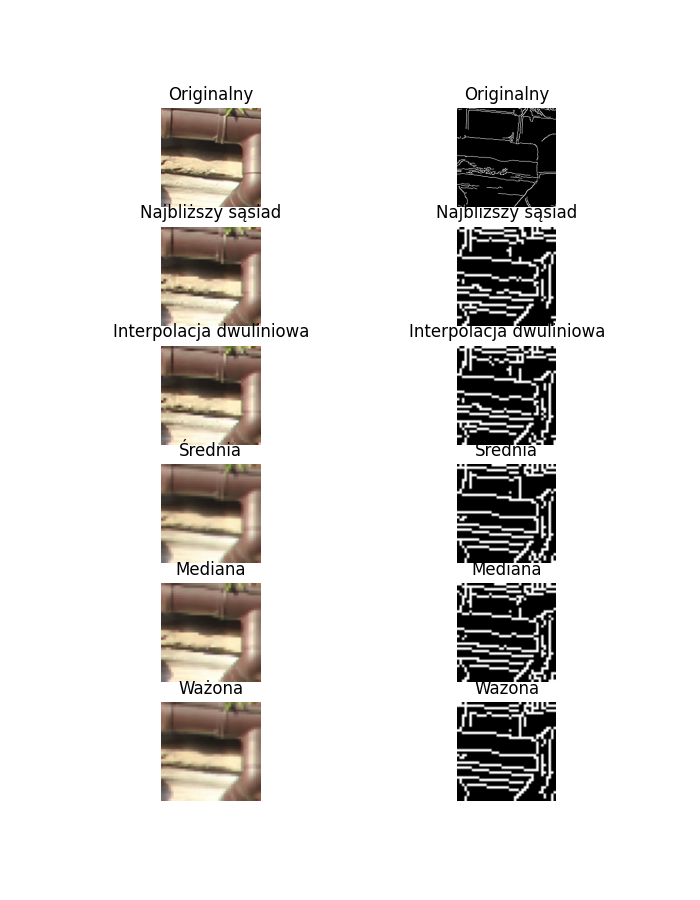 Originalny Originalny
Najbliższy sąsiad Najbliższy sąsiad
Interpolacja dwuliniowa Interpolacja dwuliniowa
Średnia Średnia
Mediana Mediana
Ważona Ważona